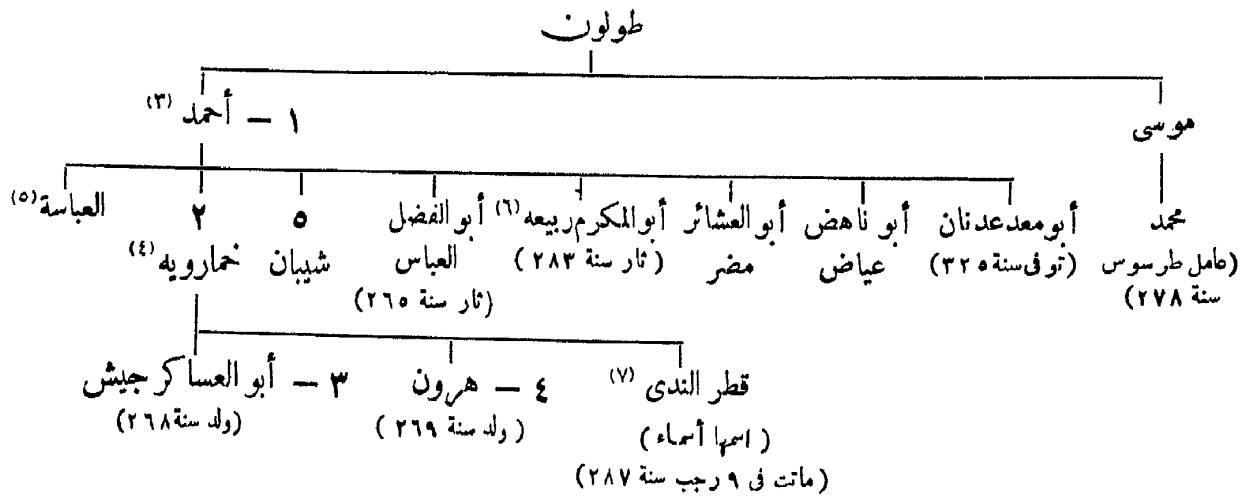 طولون
موسى
١ – أحمد (٣)
محمد
(عامل طرسوس
سنة ٢٧٨)
أبو معد عدنان
(توفى سنة ٣٢٥)
أبو ناهض
عياض
أبو العشائر
مضر
أبو المكرم ربيعه (٦)
(ثار سنة ٢٨٣)
أبو الفضل
العباس
(ثار سنة ٢٦٥)
٥
شيبان
٢
خمارويه (٤)
العباسة (٥)
قطر الندى (٧)
(اسمها أسماء)
(ماتت فى ٩ رجب سنة ٢٨٧)
٤ – هرون
(ولد سنة ٢٦٩)
٣ – أبو العساكر جيش
(ولد سنة ٢٦٨)